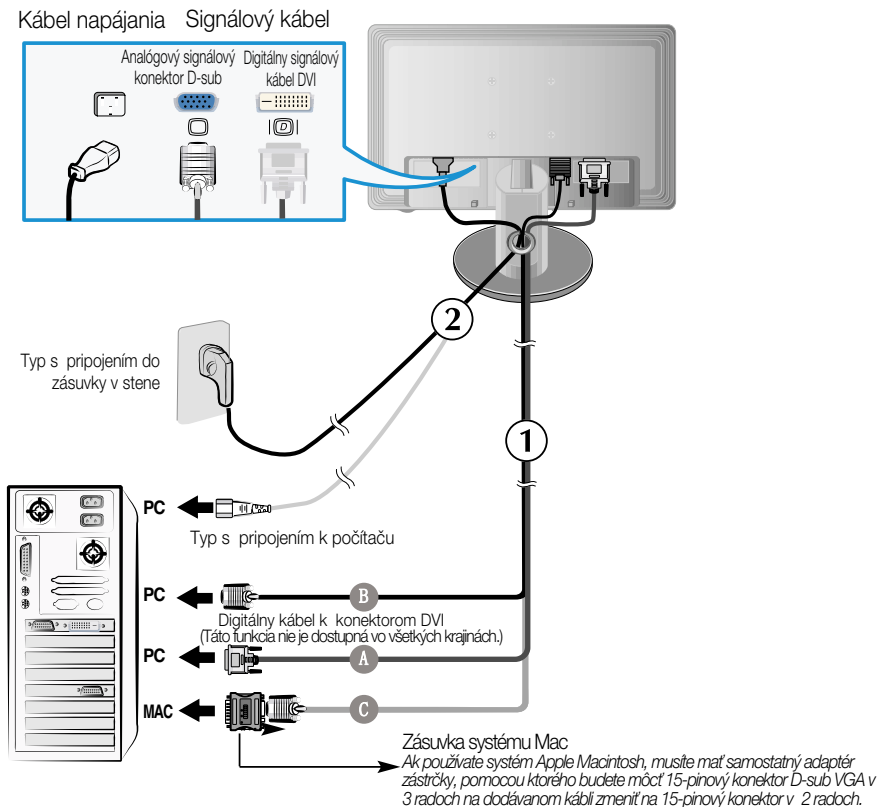 Kábel napájania
Signálový kábel
Analógový signálový
konektor D-sub
Digitálny signálový
kábel DVI
D
2
Typ s pripojením do
zásuvky v stene
1
PC
Typ s pripojením k počítaču
PC
B
Digitálny kábel k konektorom DVI
(Táto funkcia nie je dostupná vo všetkých krajinách.)
PC
A
MAC
C
Zásuvka systému Mac
Ak používate systém Apple Macintosh, musíte mať samostatný adaptér
zástrčky, pomocou ktorého budete môcť 15-pinový konektor D-sub VGA v
3 radoch na dodávanom kábli zmeniť na 15-pinový konektor v 2 radoch.